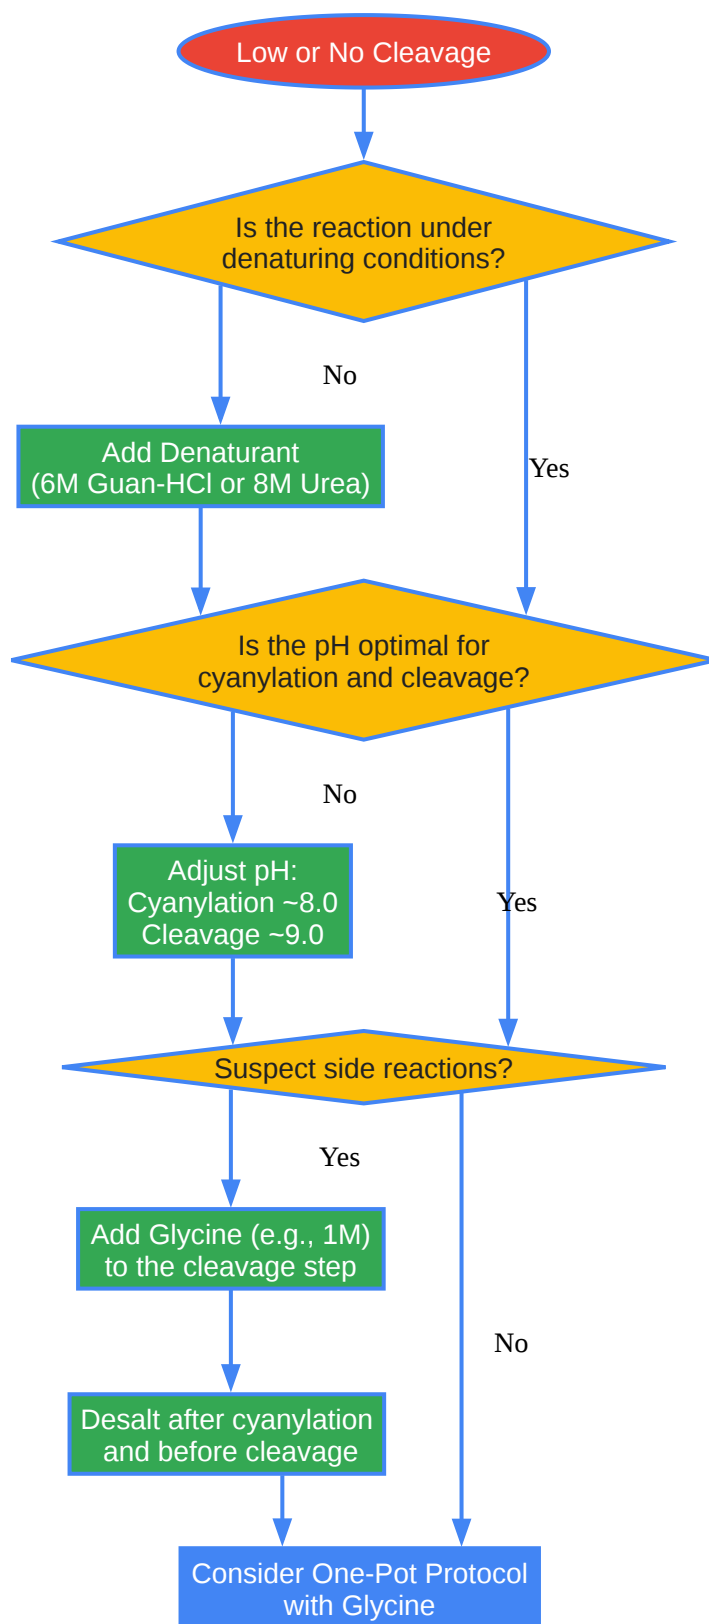 Low or No Cleavage
Is the reaction under
denaturing conditions?
No
Add Denaturant
(6M Guan-HCl or 8M Urea)
Yes
Is the pH optimal for
cyanylation and cleavage?
No
Adjust pH:
Cyanylation ~8.0
Cleavage ~9.0
Yes
Suspect side reactions?
Yes
Add Glycine (e.g., 1M)
to the cleavage step
No
Desalt after cyanylation
and before cleavage
Consider One-Pot Protocol
with Glycine